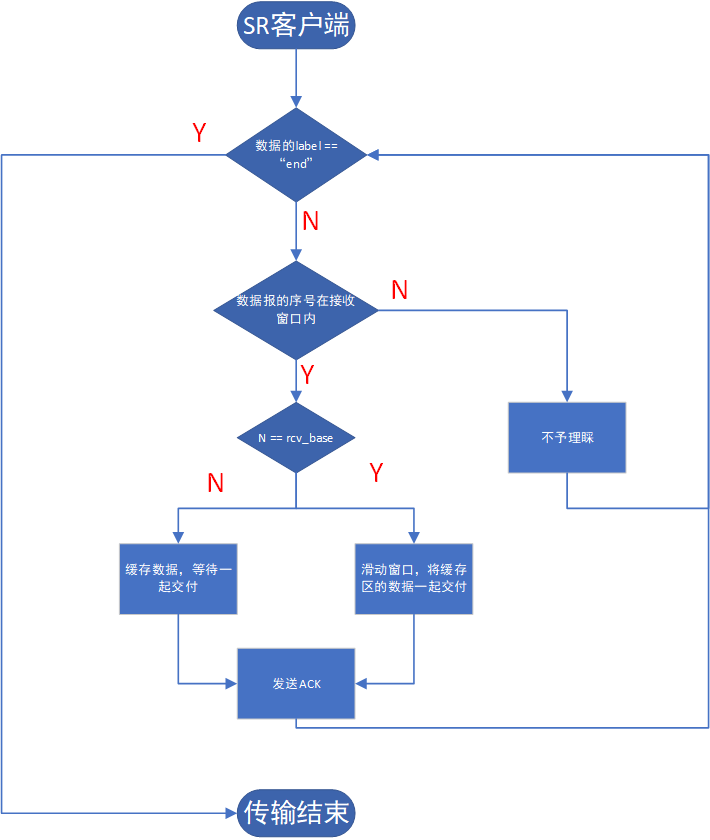 SR客户端
Y
数据的label ==
“end”
N
数据报的序号在接收
窗口内
N
Y
N == rcv_base
不予理睬
N
Y
缓存数据，等待一
起交付
滑动窗口，将缓存
区的数据一起交付
发送ACK
传输结束